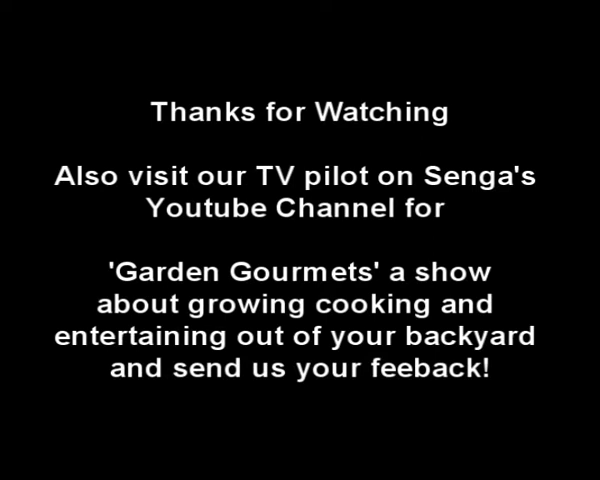 Thanks for Watching
Also visit our TV pilot on Senga's
Youtube Channel for
'Garden Gourmets' a show
about growing cooking and
entertaining out of your backyard
and send us your feeback!